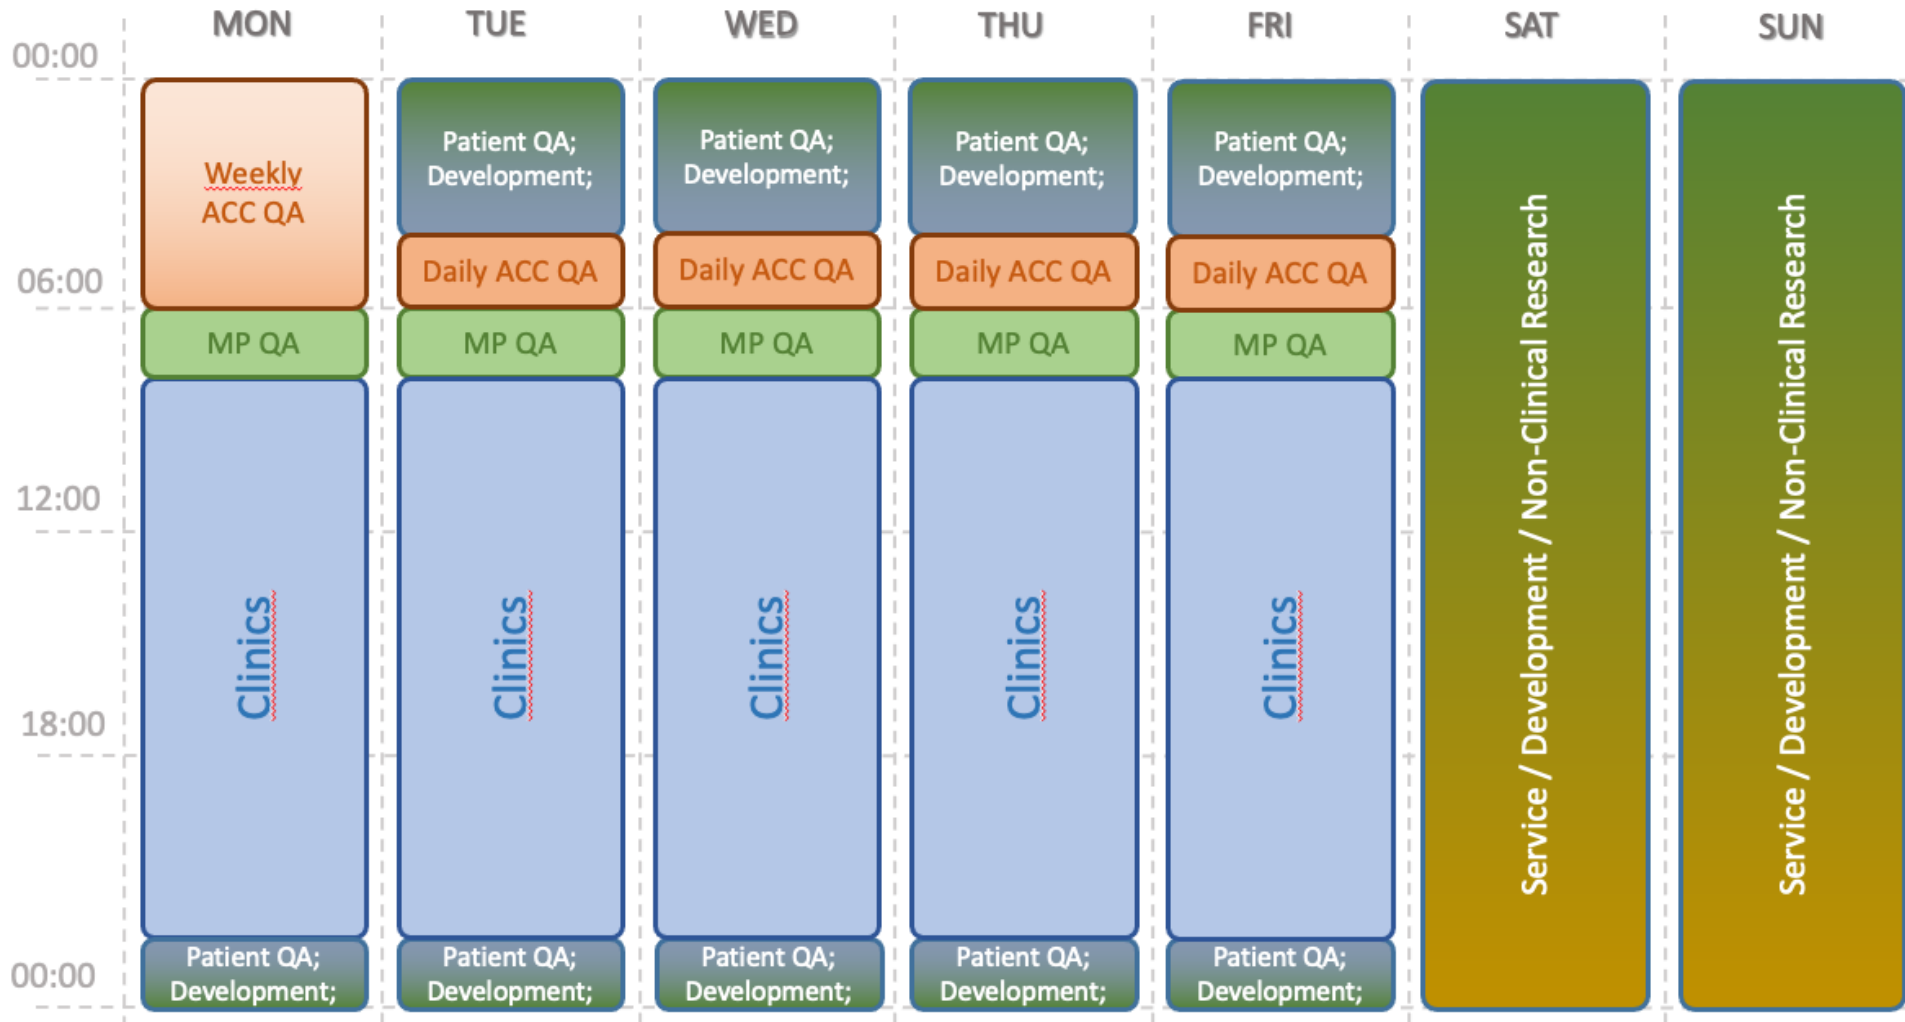 MON TUE WED THU FRI SAT SUN
00:00
Patient QA; Patient QA; Patient QA; Patient QA;
Development; Development; Development; Development;
Weekly
ACC QA
Daily ACC QA Daily ACC QA Daily ACC QA Daily ACC QA
06:00
MP QA MP QA MP QA MP QA MP QA
12:00
Clinics Clinics Clinics Clinics Clinics
Service / Development / Non-Clinical Research
Service / Development / Non-Clinical Research
18:00
Patient QA; Patient QA; Patient QA; Patient QA; Patient QA;
00:00
Development; Development; Development; Development; Development;